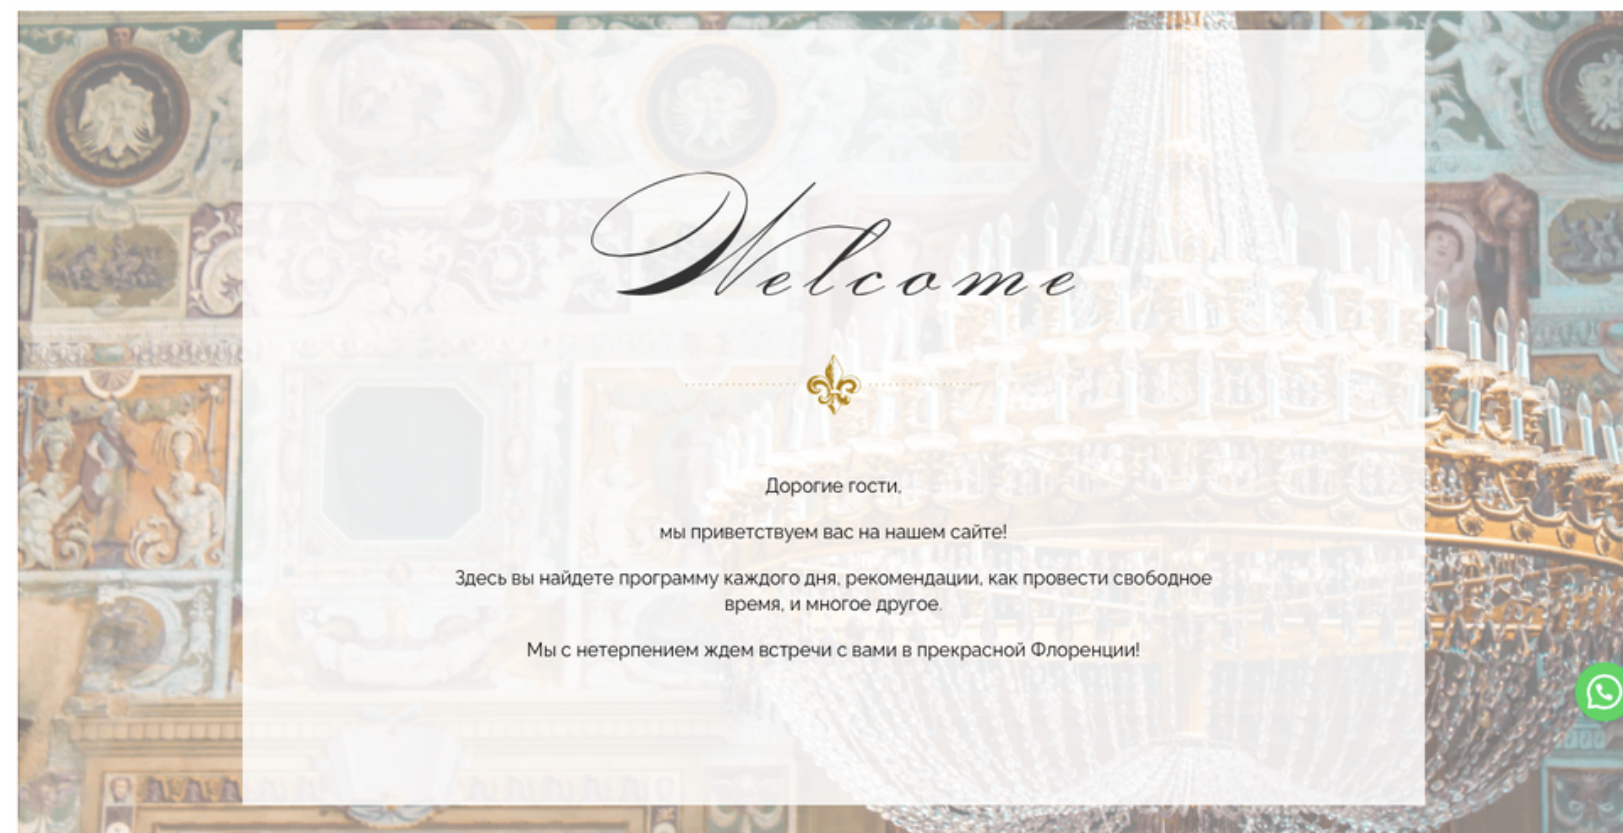 Welcome
Дорогие гости,
мы приветствуем вас на нашем сайте!
Здесь вы найдете программу каждого дня, рекомендации, как провести свободное
время, и многое другое.
Мы с нетерпением ждем встречи с вами в прекрасной Флоренции!